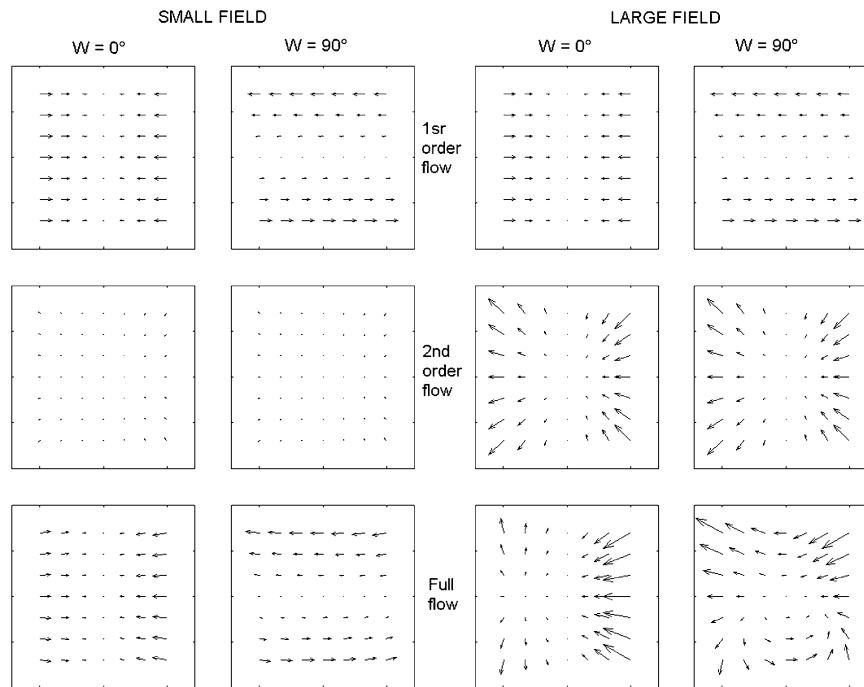 SMALL FIELD
LARGE FIELD
W = 0°
W = 90°
W = 0°
W = 90°
1sr
order
flow
2nd
order
flow
Full
flow